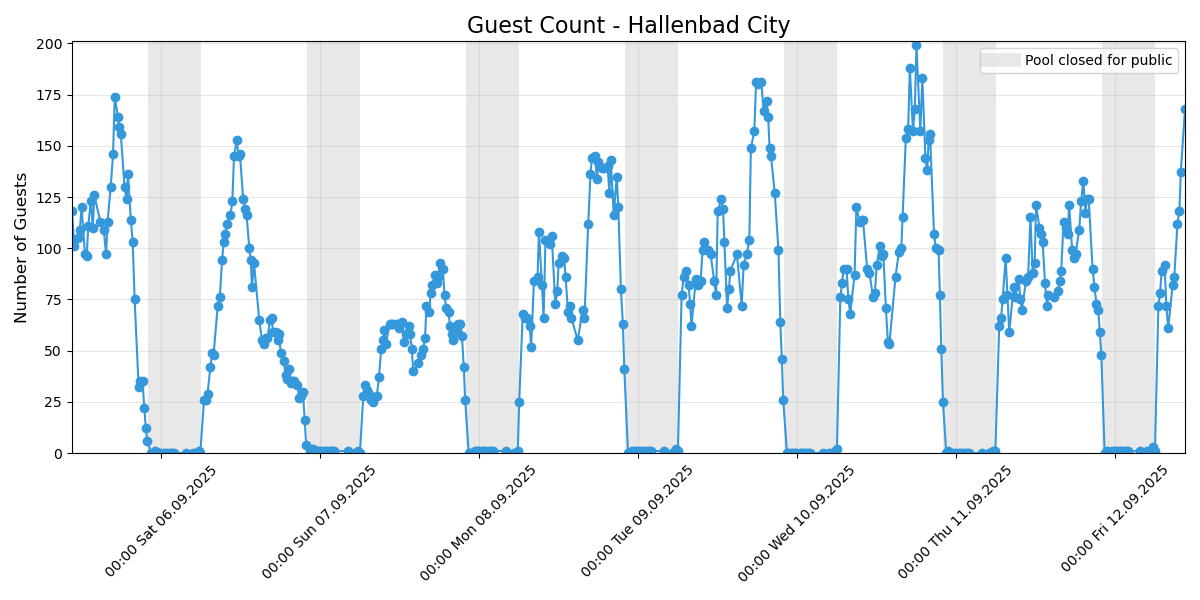 Guest Count - Hallenbad City
Pool closed for public
Number of Guests
200
175
150
125
100
75
50
25
0
00:00 Sat 06.09.2025
00:00 Sun 07.09.2025
00:00 Mon 08.09.2025
00:00 Tue 09.09.2025
00:00 Wed 10.09.2025
00:00 Thu 11.09.2025
00:00 Fri 12.09.2025